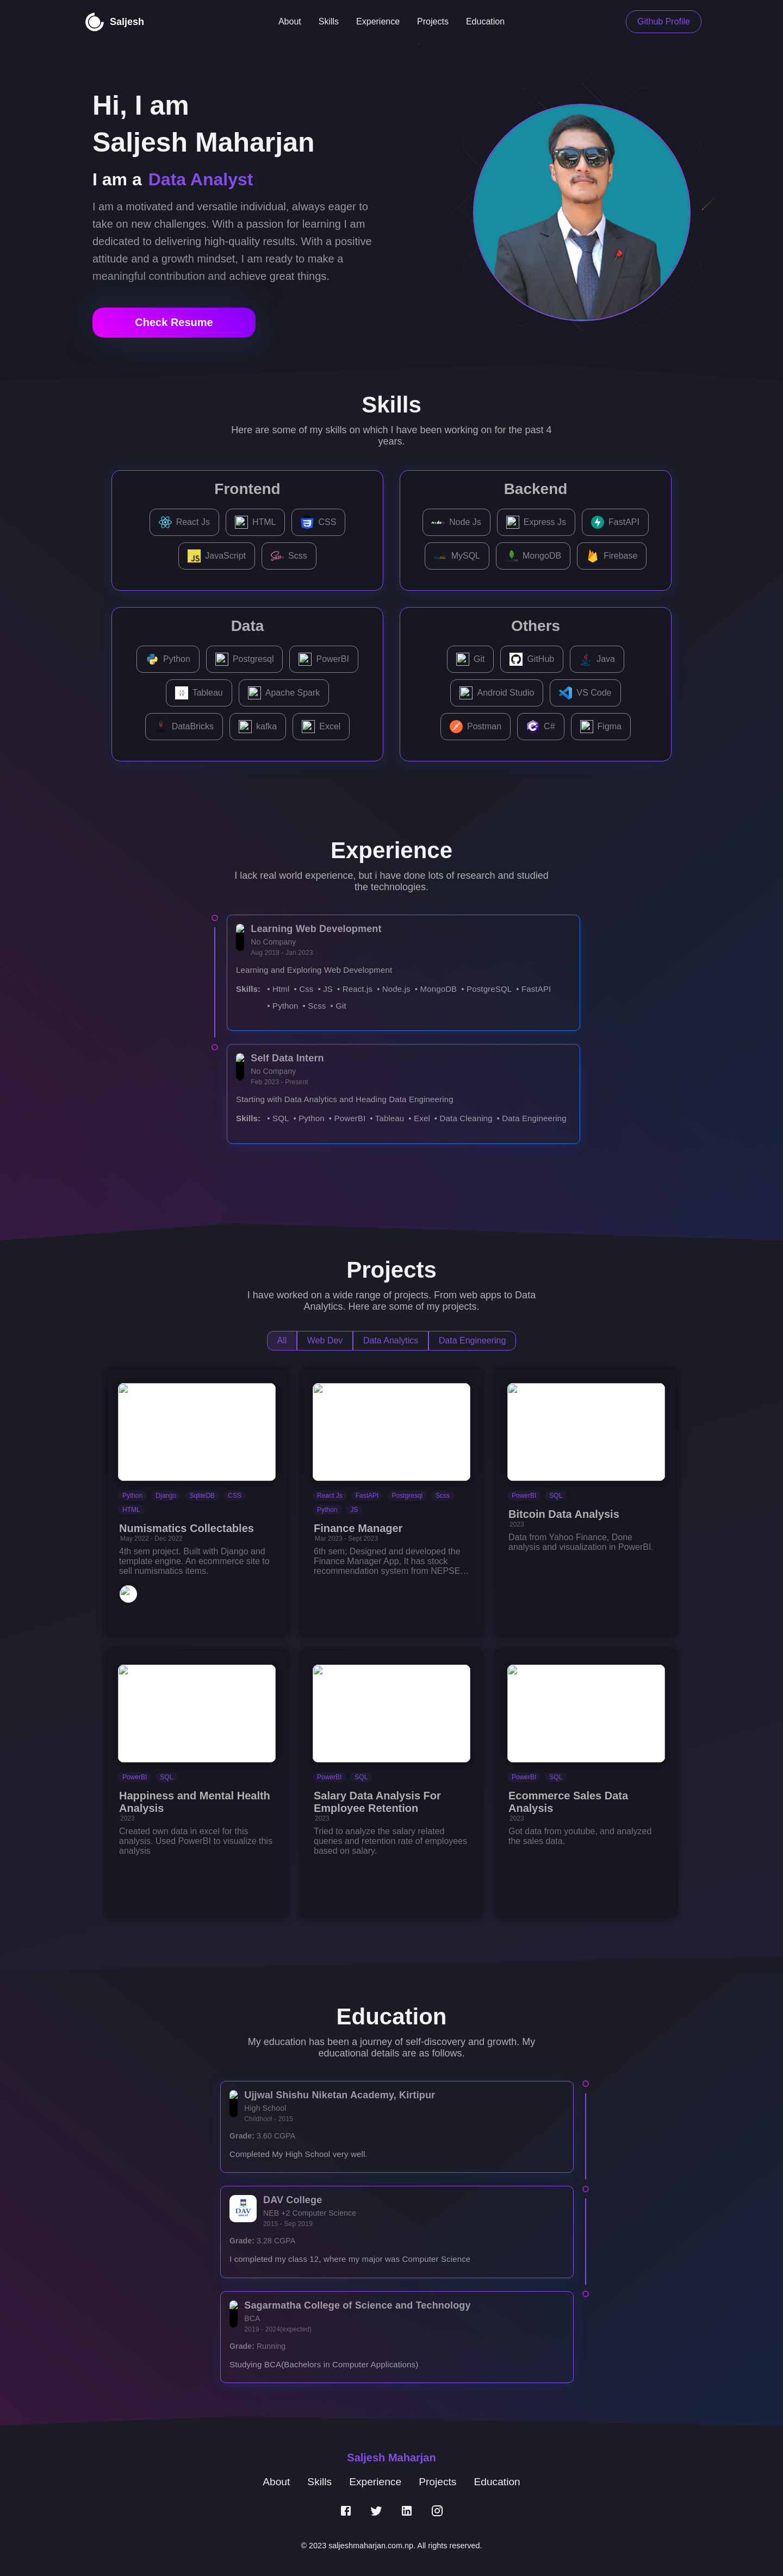 Saljesh
About
Skills
Experience
Projects
Education
Github Profile
Hi, I am
Saljesh Maharjan
I am a Data Analyst
I am a motivated and versatile individual, always eager to
take on new challenges. With a passion for learning I am
dedicated to delivering high-quality results. With a positive
attitude and a growth mindset, I am ready to make a
meaningful contribution and achieve great things.
Check Resume
Skills
Here are some of my skills on which I have been working on for the past 4
years.
Frontend
React Js
HTML
CSS
JS
JavaScript
Scss
Backend
Node Js
Express Js
FastAPI
MySQL
MongoDB
Firebase
Data
Python
Postgresql
PowerBI
Tableau
Apache Spark
DataBricks
kafka
Excel
Others
Git
GitHub
Java
Android Studio
VS Code
Postman
C#
Figma
Experience
I lack real world experience, but i have done lots of research and studied
the technologies.
Learning Web Development
No Company
Aug 2019 - Jan 2023
Learning and Exploring Web Development
Skills: • Html • Css • JS • React.js • Node.js • MongoDB • PostgreSQL • FastAPI
• Python • Scss • Git
Self Data Intern
No Company
Feb 2023 - Present
Starting with Data Analytics and Heading Data Engineering
Skills: • SQL • Python • PowerBI • Tableau • Exel • Data Cleaning • Data Engineering
Projects
I have worked on a wide range of projects. From web apps to Data
Analytics. Here are some of my projects.
All
Web Dev
Data Analytics
Data Engineering
Python Django SqliteDB CSS
HTML
Numismatics Collectables
May 2022 - Dec 2022
4th sem project. Built with Django and
template engine. An ecommerce site to
sell numismatics items.
React Js FastAPI Postgresql Scss
Python JS
Finance Manager
Mar 2023 - Sept 2023
6th sem; Designed and developed the
Finance Manager App, It has stock
recommendation system from NEPSE…
PowerBI SQL
Bitcoin Data Analysis
2023
Data from Yahoo Finance, Done
analysis and visualization in PowerBI.
PowerBI SQL
Happiness and Mental Health
Analysis
2023
Created own data in excel for this
analysis. Used PowerBI to visualize this
analysis
PowerBI SQL
Salary Data Analysis For
Employee Retention
2023
Tried to analyze the salary related
queries and retention rate of employees
based on salary.
PowerBI SQL
Ecommerce Sales Data
Analysis
2023
Got data from youtube, and analyzed
the sales data.
Education
My education has been a journey of self-discovery and growth. My
educational details are as follows.
Ujjwal Shishu Niketan Academy, Kirtipur
High School
Childhool - 2015
Grade: 3.60 CGPA
Completed My High School very well.
DAV
DAV College
NEB +2 Computer Science
2015 - Sep 2019
Grade: 3.28 CGPA
I completed my class 12, where my major was Computer Science
Sagarmatha College of Science and Technology
BCA
2019 - 2024(expected)
Grade: Running
Studying BCA(Bachelors in Computer Applications)
Saljesh Maharjan
About
Skills
Experience
Projects
Education
© 2023 saljeshmaharjan.com.np. All rights reserved.